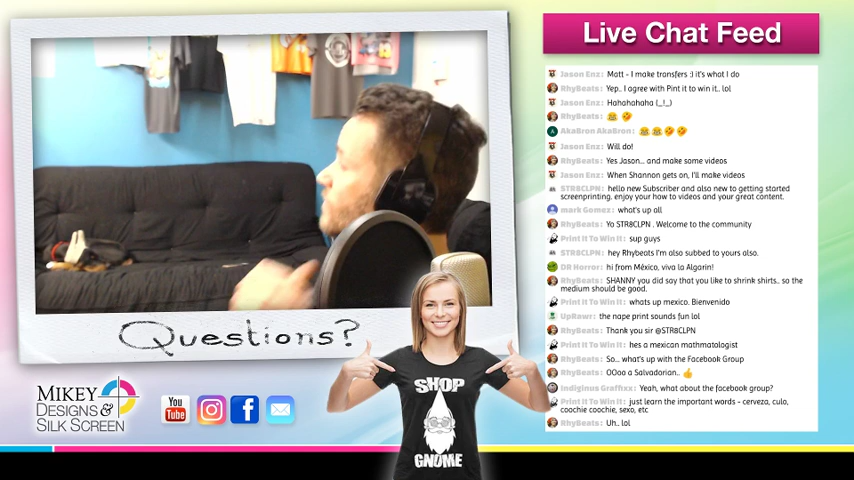 Live Chat Feed
Jason Enz: Matt - I make transfers :) it's what I do
RhyBeats: Yep.. I agree with Pint it to win it.. lol
Jason Enz: Hahahahaha (_!_)
RhyBeats: 😂 🤣
AkaBron AkaBron: 😂 😂 🤣 🤣
Jason Enz: Will do!
RhyBeats: Yes Jason... and make some videos
Jason Enz: When Shannon gets on, I'll make videos
STR8CLPN: hello new Subscriber and also new to getting started
screenprinting. enjoy your how to videos and your great content.
mark Gomez: what's up all
RhyBeats: Yo STR8CLPN . Welcome to the community
Print It To Win It: sup guys
STR8CLPN: hey Rhybeats I'm also subbed to yours also.
DR Horror: hi from México, viva la Algarin!
RhyBeats: SHANNY you did say that you like to shrink shirts.. so the
medium should be good.
Print It To Win It: whats up mexico. Bienvenido
UpRawr: the nape print sounds fun lol
RhyBeats: Thank you sir @STR8CLPN
Print It To Win It: hes a mexican mathmatologist
RhyBeats: So... what's up with the Facebook Group
RhyBeats: OOoo a Salvadorian.. 👍
Indiginus Graffixx: Yeah, what about the facebook group?
Print It To Win It: just learn the important words - cerveza, culo,
coochie coochie, sexo, etc
RhyBeats: Uh.. lol
Questions?
MIKEY
DESIGNS &
SILK SCREEN
You
Tube
SHOP
GNOME